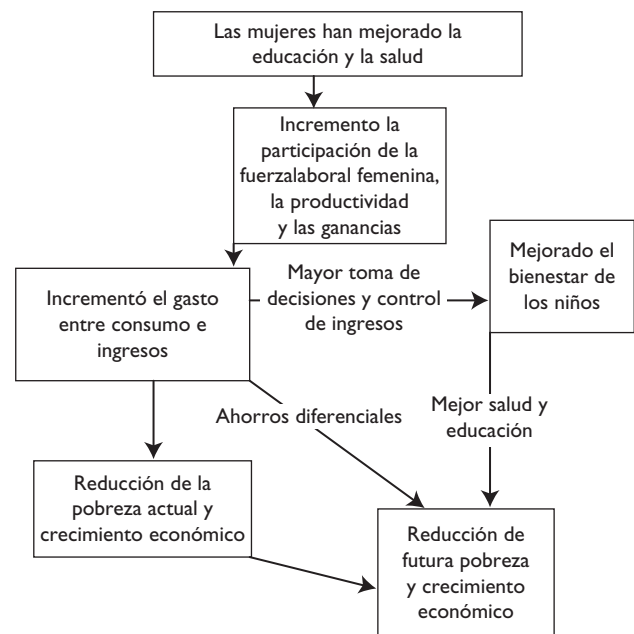 Las mujeres han mejorado la
educación y la salud
Incremento la
participación de la
fuerzalaboral femenina,
la productividad
y las ganancias
Incrementó el gasto
entre consumo e
ingresos
Mayor toma de
decisiones y control
de ingresos
Mejorado el
bienestar de
los niños
Ahorros diferenciales
Mejor salud y
educación
Reducción de la
pobreza actual y
crecimiento económico
Reducción de
futura pobreza
y crecimiento
económico